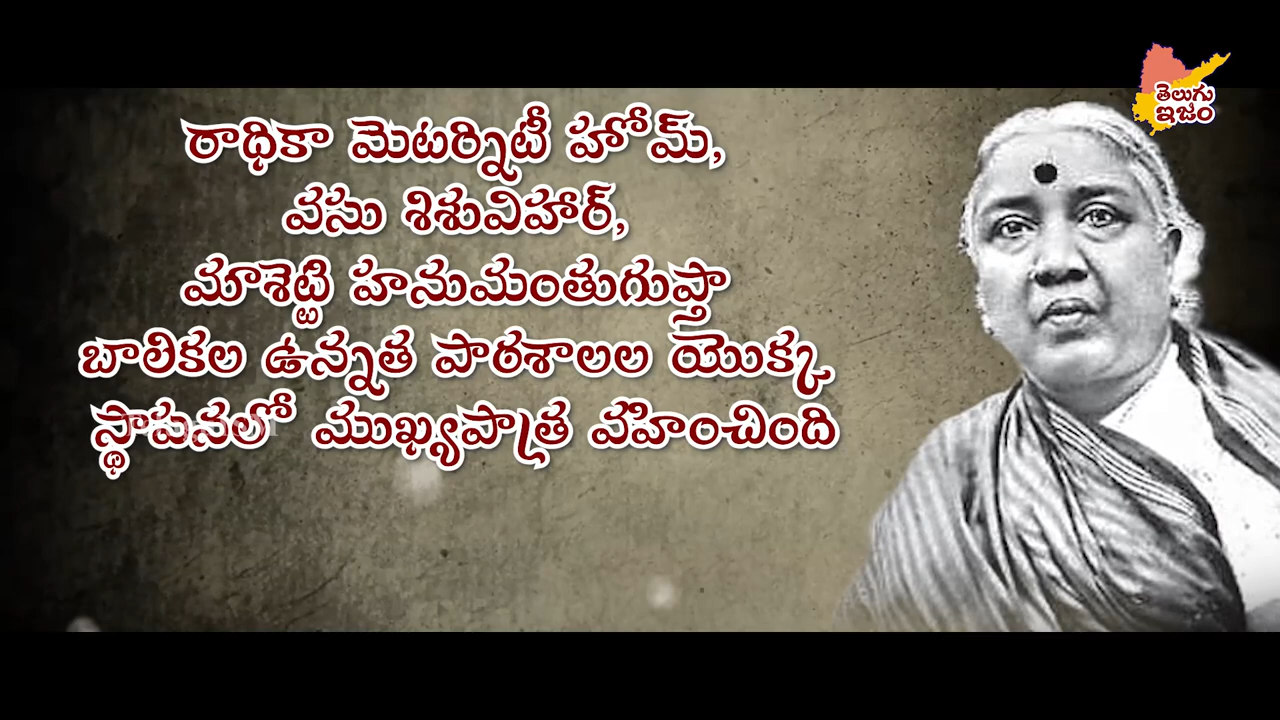 తెలుగు
ఇజం
రాధికా మెటర్నిటీ హోమ్,
వసు శిశువిహార్,
మాశెట్టి హనుమంతుగుప్తా
బాలికల ఉన్నత పాఠశాలల యొక్క
స్థాపనలో ముఖ్యపాత్ర వహించింది